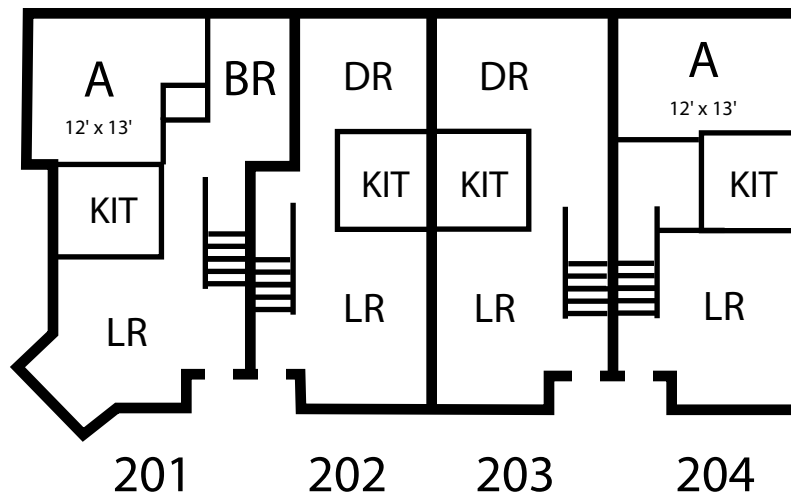 A
12' x 13'
BR
DR
DR
A
12' x 13'
KIT
KIT
KIT
KIT
LR
LR
LR
LR
201
202
203
204